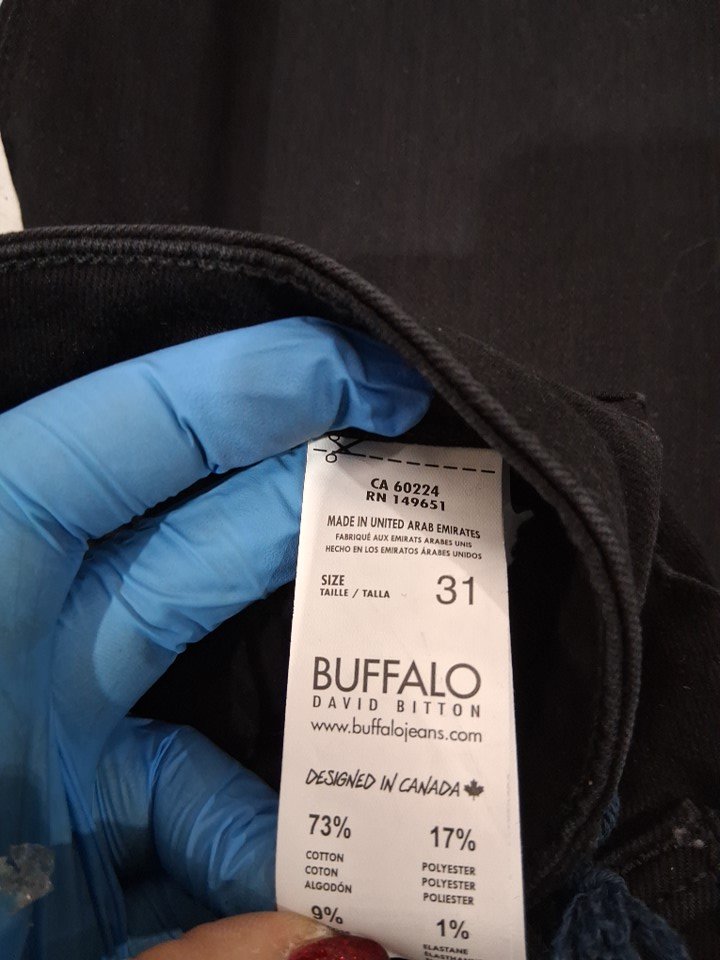 CA 60224
RN 149651
MADE IN UNITED ARAB EMIRATES
FABRIQUÉ AUX EMIRATS ARABES UNIS
HECHO EN LOS EMIRATOS ÁRABES UNIDOS
SIZE
TAILLE / TALLA
31
BUFFALO
DAVID BITTON
www.buffalojeans.com
DESIGNED IN CANADA
73%
COTTON
COTON
ALGODÓN
17%
POLYESTER
POLYESTER
POLIESTER
9%
1%
ELASTANE